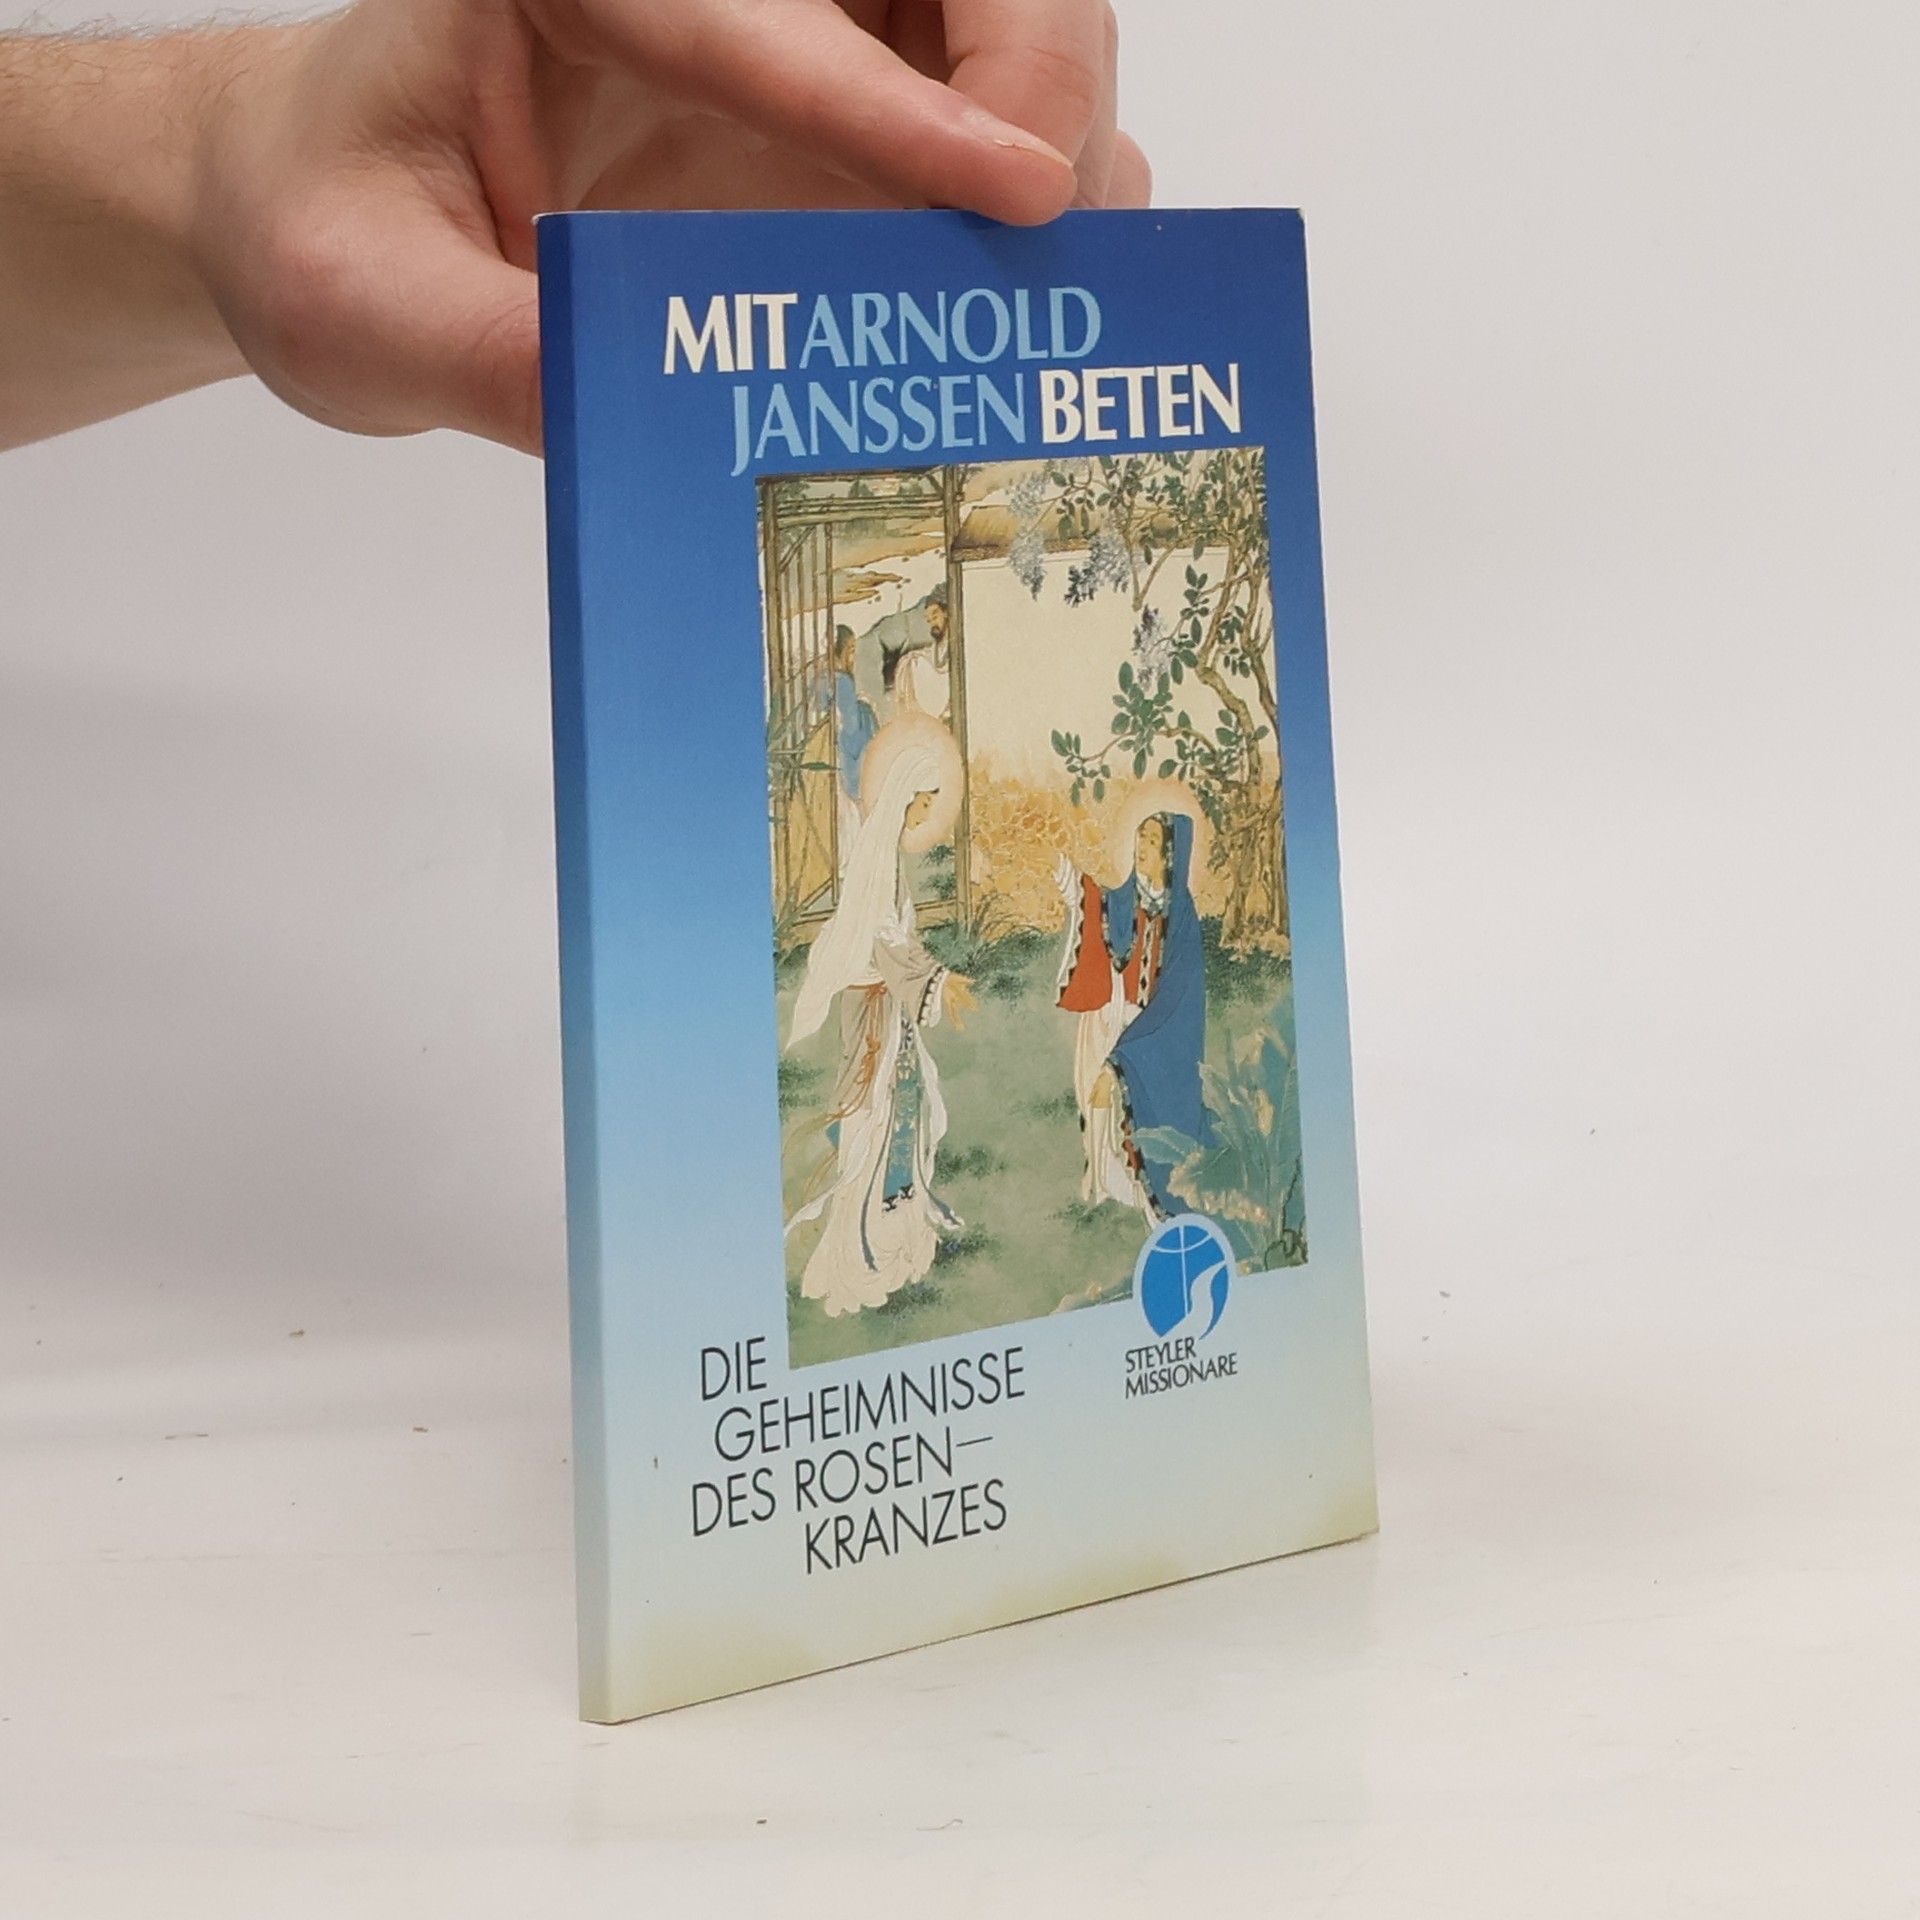 MIT ARNOLD
JANSSEN BETEN
DIE
GEHEIMNISSE
DES ROSEN—
KRANZES
STEYLER
MISSIONARE